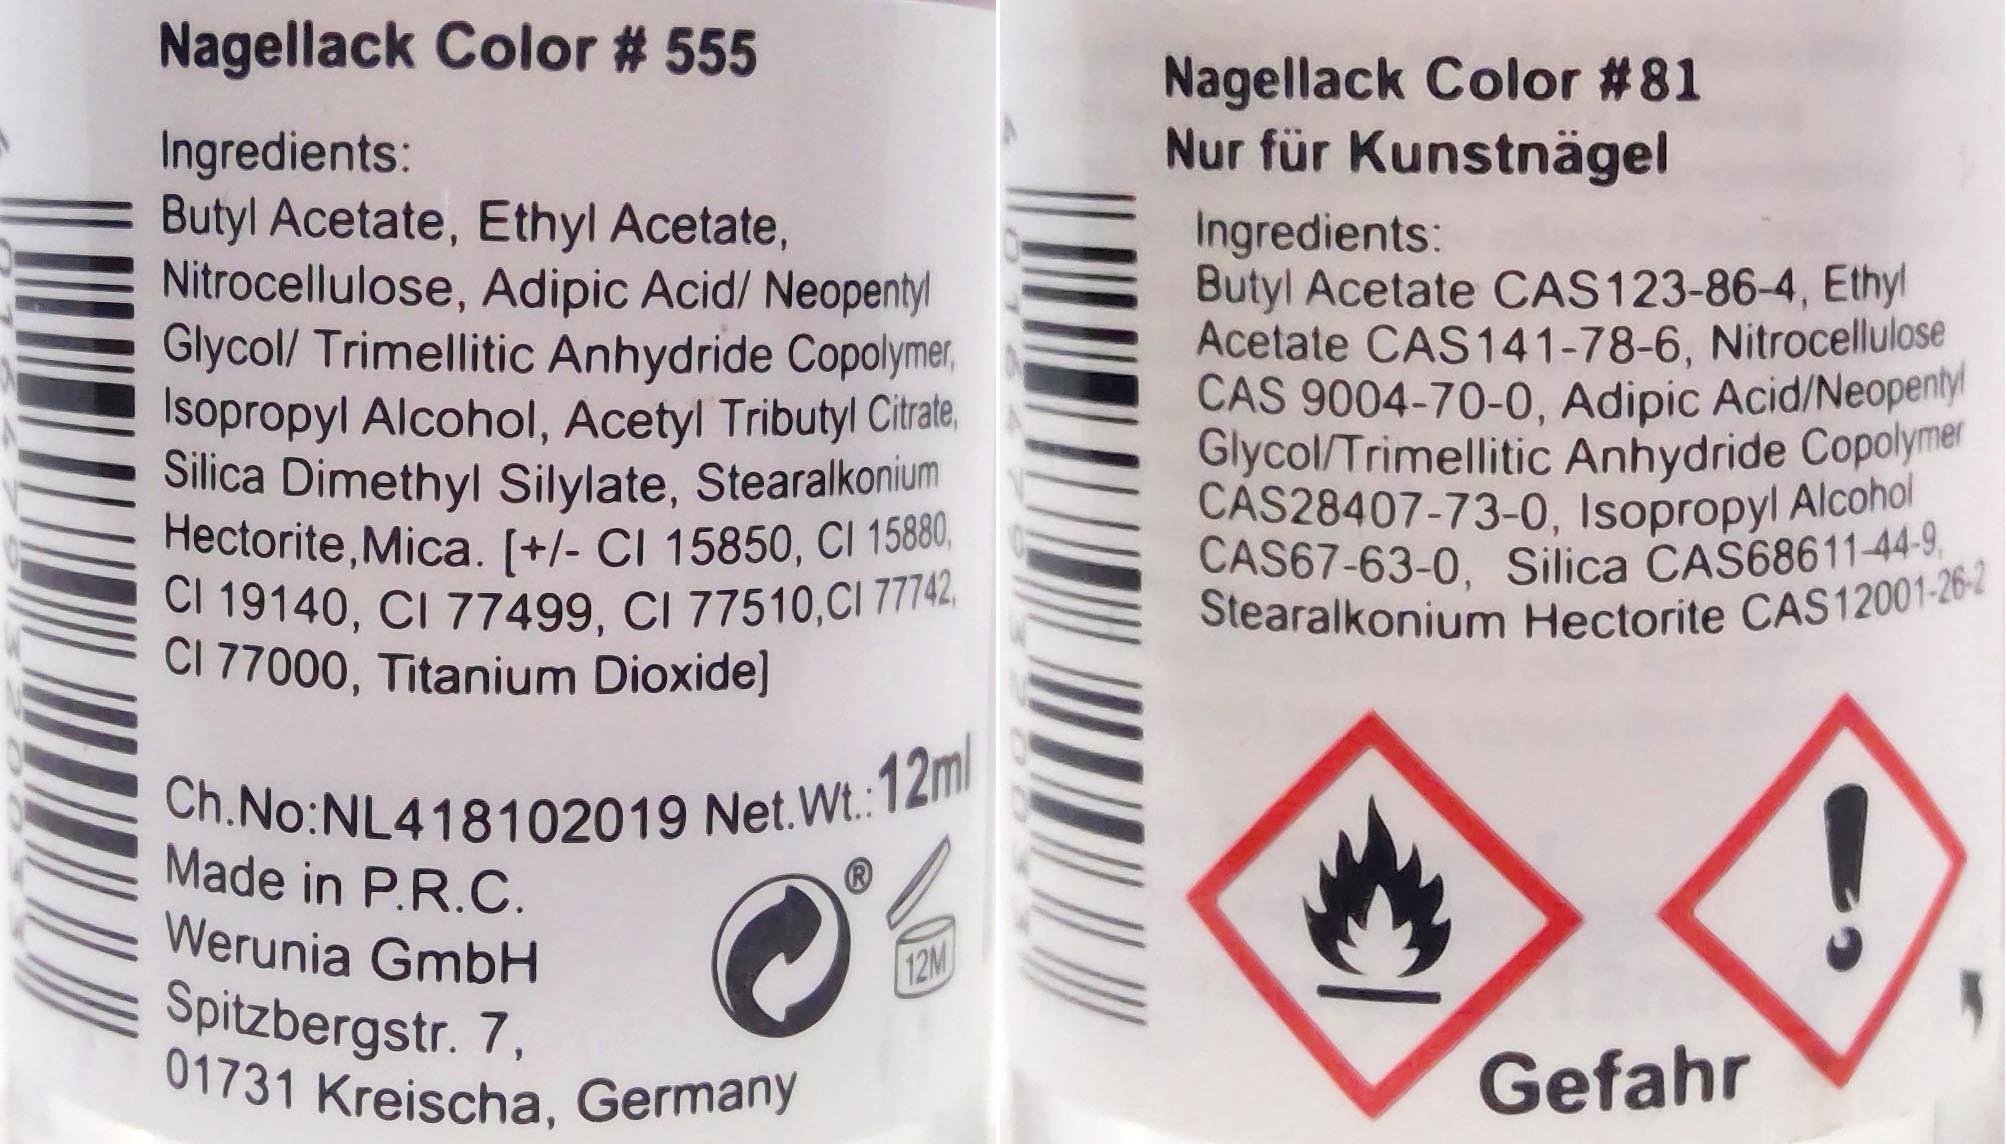 Nagellack Color # 555
Ingredients:
Butyl Acetate, Ethyl Acetate,
Nitrocellulose, Adipic Acid/ Neopentyl
Glycol/ Trimellitic Anhydride Copolymer,
Isopropyl Alcohol, Acetyl Tributyl Citrate,
Silica Dimethyl Silylate, Stearalkonium
Hectorite,Mica. [+/- CI 15850, CI 15880,
CI 19140, CI 77499, CI 77510,CI 77742,
CI 77000, Titanium Dioxide]
Ch.No:NL418102019 Net.Wt.:12ml
Made in P.R.C.
Werunia GmbH
Spitzbergstr. 7,
01731 Kreischa, Germany
®
12M
Nagellack Color #81
Nur für Kunstnägel
Ingredients:
Butyl Acetate CAS123-86-4, Ethyl
Acetate CAS141-78-6, Nitrocellulose
CAS 9004-70-0, Adipic Acid/Neopentyl
Glycol/Trimellitic Anhydride Copolymer
CAS28407-73-0, Isopropyl Alcohol
CAS67-63-0, Silica CAS68611-44-9,
Stearalkonium Hectorite CAS12001-26-2
Gefahr